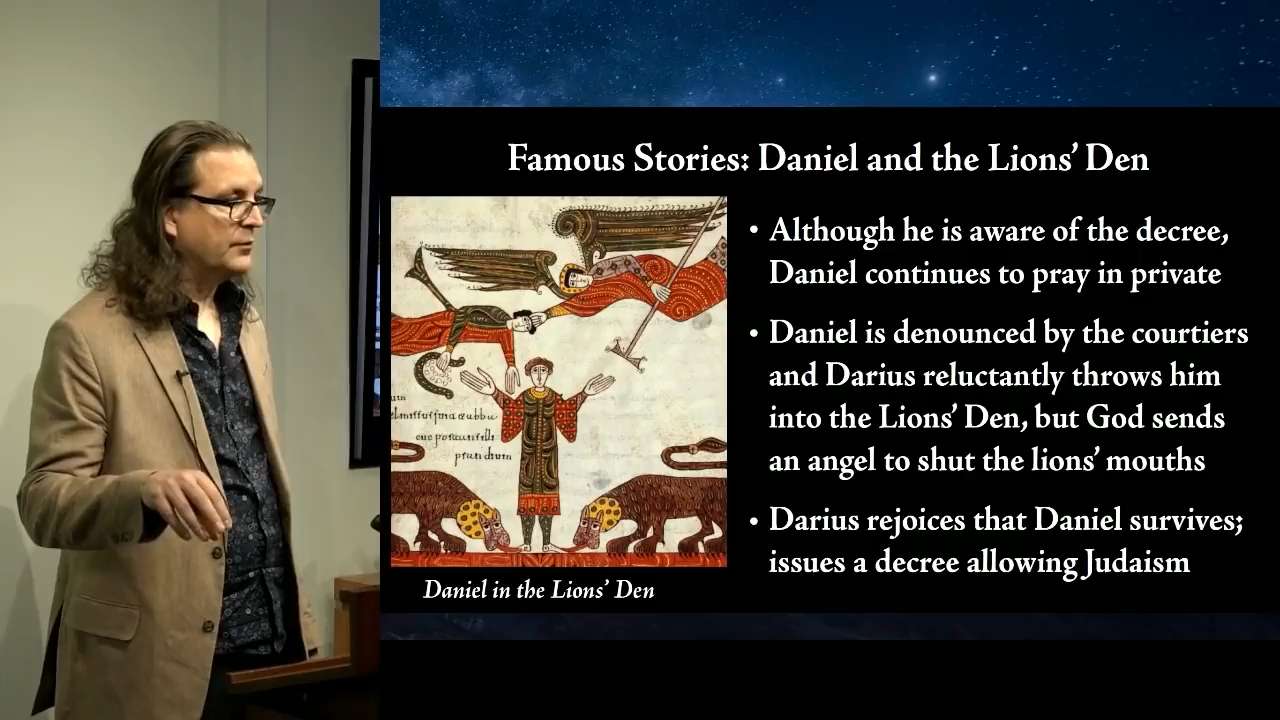 Famous Stories: Daniel and the Lions’ Den
• Although he is aware of the decree,
Daniel continues to pray in private
• Daniel is denounced by the courtiers
and Darius reluctantly throws him
into the Lions’ Den, but God sends
an angel to shut the lions’ mouths
• Darius rejoices that Daniel survives;
issues a decree allowing Judaism
prandium
Daniel in the Lions’ Den